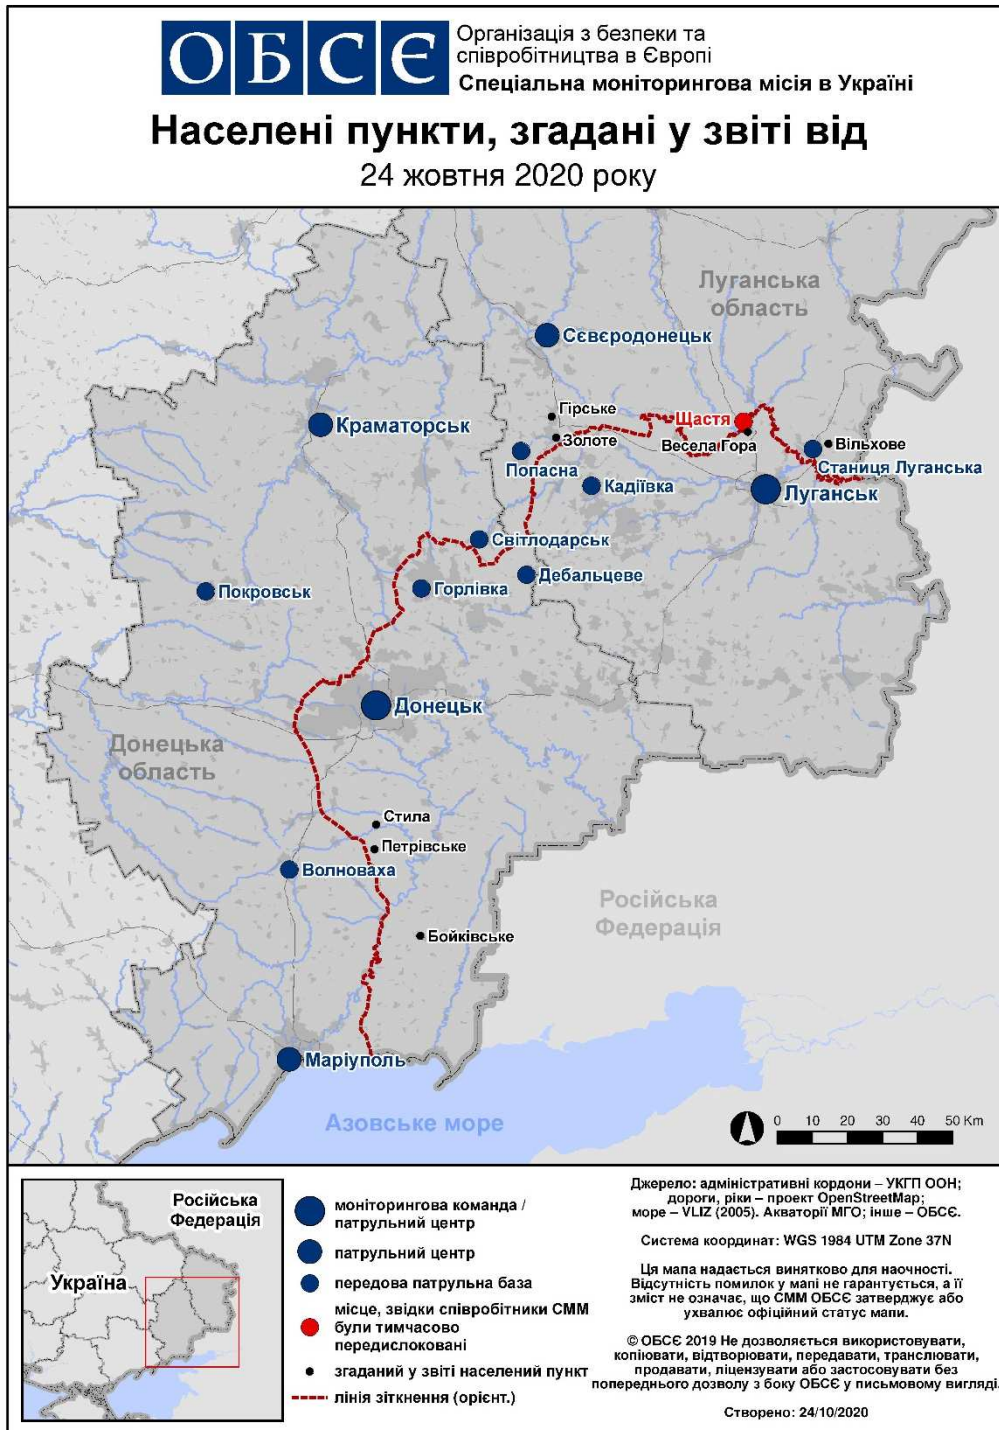 ОБСЄ
Організація з безпеки та
співробітництва в Європі
Спеціальна моніторингова місія в Україні
Населені пункти, згадані у звіті від
24 жовтня 2020 року
Луганська
область
Сєвєродонецьк
Гірське
Щастя
Краматорськ
Золоте
Весела Гора
Вільхове
Попасна
Станиця Луганська
Кадіївка
Луганськ
Світлодарськ
Дебальцеве
Покровськ
Горлівка
Донецьк
Донецька
область
Стила
Петрівське
Волноваха
Російська
Федерація
Бойківське
Маріуполь
Азовське море
0 10 20 30 40 50 Km
Російська
Федерація
Україна
моніторингова команда /
патрульний центр
патрульний центр
передова патрульна база
місце, звідки співробітники СММ
були тимчасово
передислоковані
згаданий у звіті населений пункт
лінія зіткнення (орієнт.)
Джерело: адміністративні кордони – УКГП ООН;
дороги, ріки – проект OpenStreetMap;
море – VLIZ (2005). Акваторії МГО; інше – ОБСЄ.
Система координат: WGS 1984 UTM Zone 37N
Ця мапа надається винятково для наочності.
Відсутність помилок у мапі не гарантується, а її
зміст не означає, що СММ ОБСЄ затверджує або
ухвалює офіційний статус мапи.
© ОБСЄ 2019 Не дозволяється використовувати,
копіювати, відтворювати, передавати, транслювати,
продавати, ліцензувати або застосовувати без
попереднього дозволу з боку ОБСЄ у письмовому вигляді.
Створено: 24/10/2020